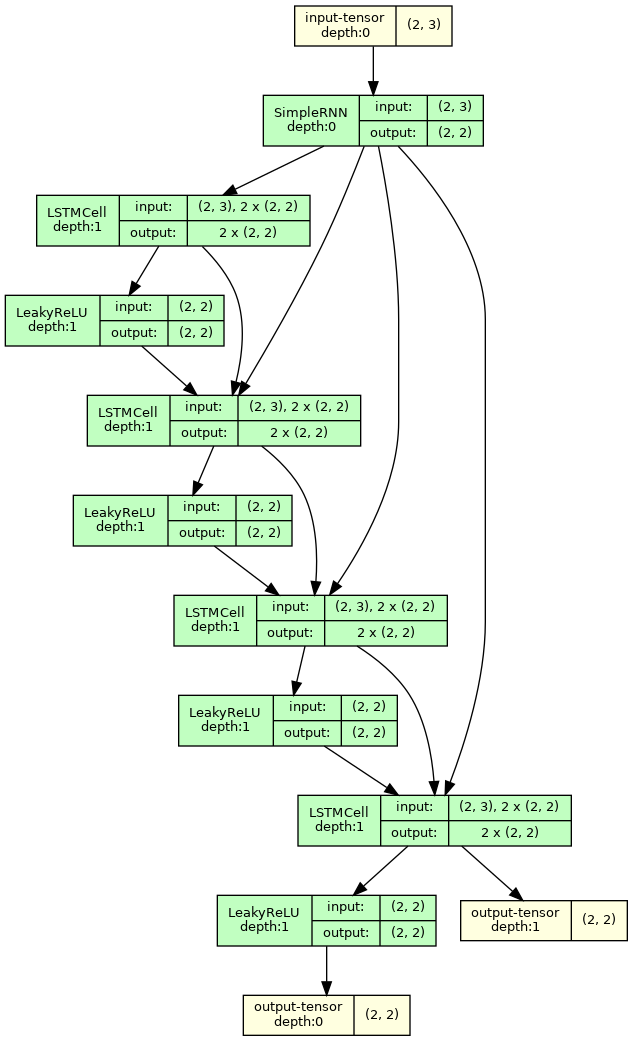 input-tensor
depth:0
(2, 3)
SimpleRNN
depth:0
input:
(2, 3)
output:
(2, 2)
LSTMCell
depth:1
input:
(2, 3), 2 x (2, 2)
output:
2 x (2, 2)
LeakyReLU
depth:1
input:
(2, 2)
output:
(2, 2)
LSTMCell
depth:1
input:
(2, 3), 2 x (2, 2)
output:
2 x (2, 2)
LeakyReLU
depth:1
input:
(2, 2)
output:
(2, 2)
LSTMCell
depth:1
input:
(2, 3), 2 x (2, 2)
output:
2 x (2, 2)
LeakyReLU
depth:1
input:
(2, 2)
output:
(2, 2)
LSTMCell
depth:1
input:
(2, 3), 2 x (2, 2)
output:
2 x (2, 2)
LeakyReLU
depth:1
input:
(2, 2)
output:
(2, 2)
output-tensor
depth:1
(2, 2)
output-tensor
depth:0
(2, 2)